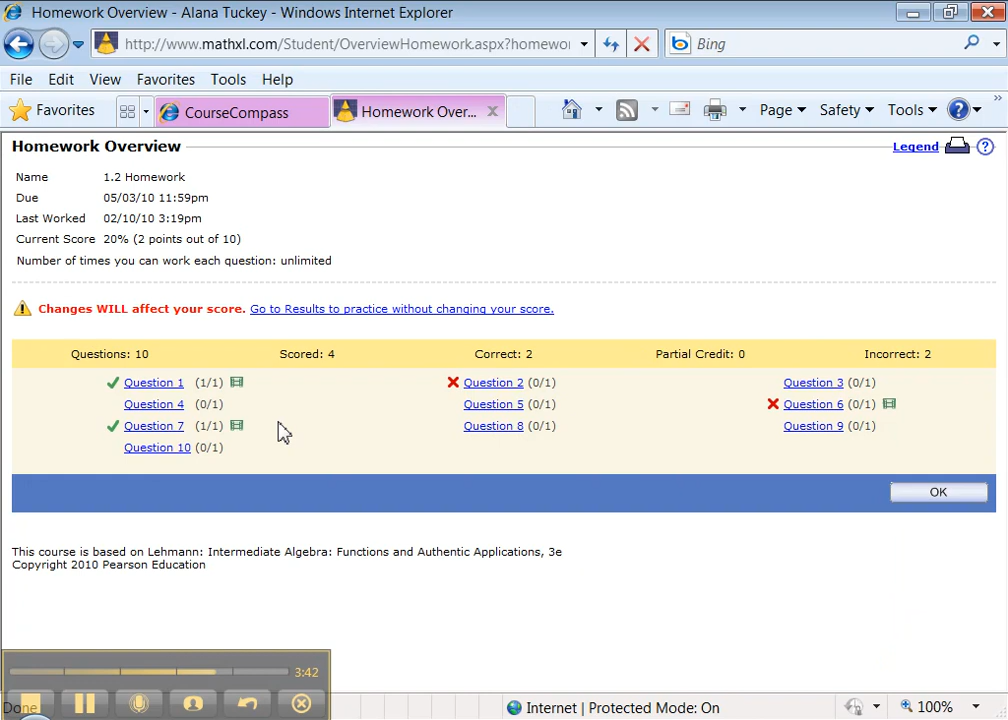 Homework Overview - Alana Tuckey - Windows Internet Explorer
http://www.mathxl.com/Student/OverviewHomework.aspx?homewor
Bing
File Edit View Favorites Tools Help
Favorites CourseCompass Homework Over... Page Safety Tools
Homework Overview Legend
Name 1.2 Homework
Due 05/03/10 11:59pm
Last Worked 02/10/10 3:19pm
Current Score 20% (2 points out of 10)
Number of times you can work each question: unlimited
Changes WILL affect your score. Go to Results to practice without changing your score.
Questions: 10 Scored: 4 Correct: 2 Partial Credit: 0 Incorrect: 2
Question 1 (1/1) Question 2 (0/1) Question 3 (0/1)
Question 4 (0/1) Question 5 (0/1) Question 6 (0/1)
Question 7 (1/1) Question 8 (0/1) Question 9 (0/1)
Question 10 (0/1)
OK
This course is based on Lehmann: Intermediate Algebra: Functions and Authentic Applications, 3e
Copyright 2010 Pearson Education
3:42
Done Internet | Protected Mode: On 100%